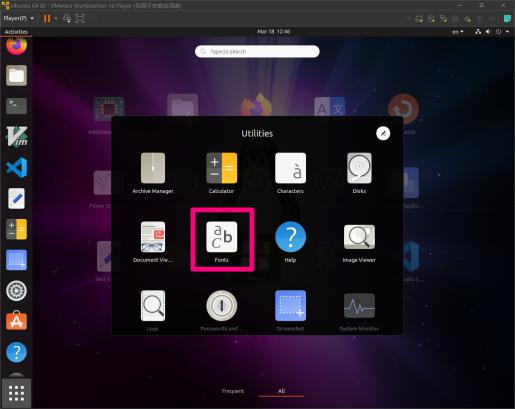 Ubuntu 64 位 - VMware Workstation 16 Player (仅用于非商业用途)
Player(P)
Activities
Mar 18 12:46
en
Type to search
Utilities
Archive Manager
Calculator
Characters
Disks
Document Vie...
Fonts
Help
Image Viewer
Logs
Passwords and...
Screenshot
System Monitor
Frequent
All